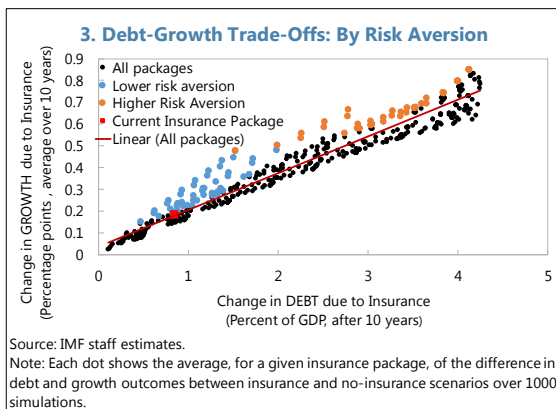 3. Debt-Growth Trade-Offs: By Risk Aversion
Change in GROWTH due to Insurance
(Percentage points , average over 10 years)
0.9
0.8
0.7
0.6
0.5
0.4
0.3
0.2
0.1
0
All packages
Lower risk aversion
Higher Risk Aversion
Current Insurance Package
Linear (All packages)
0 1 2 3 4 5
Change in DEBT due to Insurance
(Percent of GDP, after 10 years)
Source: IMF staff estimates.
Note: Each dot shows the average, for a given insurance package, of the difference in
debt and growth outcomes between insurance and no-insurance scenarios over 1000
simulations.